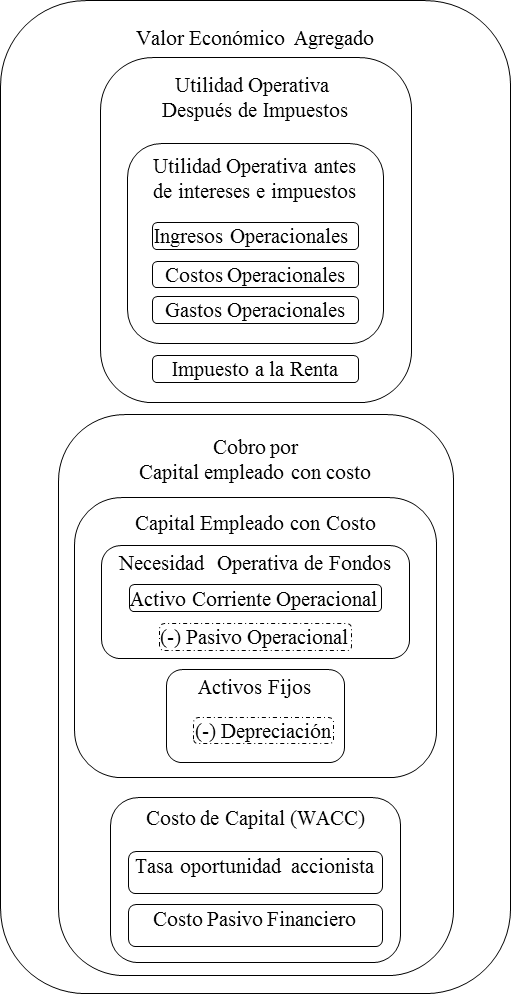 Valor Económico Agregado
Utilidad Operativa
Después de Impuestos
Utilidad Operativa antes
de intereses e impuestos
Ingresos Operacionales
Costos Operacionales
Gastos Operacionales
Impuesto a la Renta
Cobro por
Capital empleado con costo
Capital Empleado con Costo
Necesidad Operativa de Fondos
Activo Corriente Operacional
(-) Pasivo Operacional
Activos Fijos
(-) Depreciación
Costo de Capital (WACC)
Tasa oportunidad accionista
Costo Pasivo Financiero